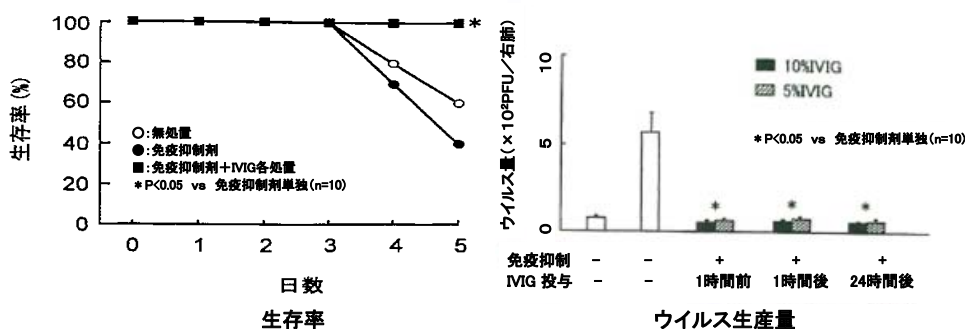 生存率(%)
100
80
60
40
20
0
○:無処置
●:免疫抑制剤
■:免疫抑制剤+IVIG各処置
*P<0.05 vs 免疫抑制剤単独(n=10)
*
0 1 2 3 4 5
日数
生存率
ウイルス量(×10²PFU/右肺)
10
5
0
10%IVIG
5%IVIG
*P<0.05 vs 免疫抑制剤単独(n=10)
* * *
免疫抑制 - - + + +
IVIG 投与 - - 1時間前 1時間後 24時間後
ウイルス生産量